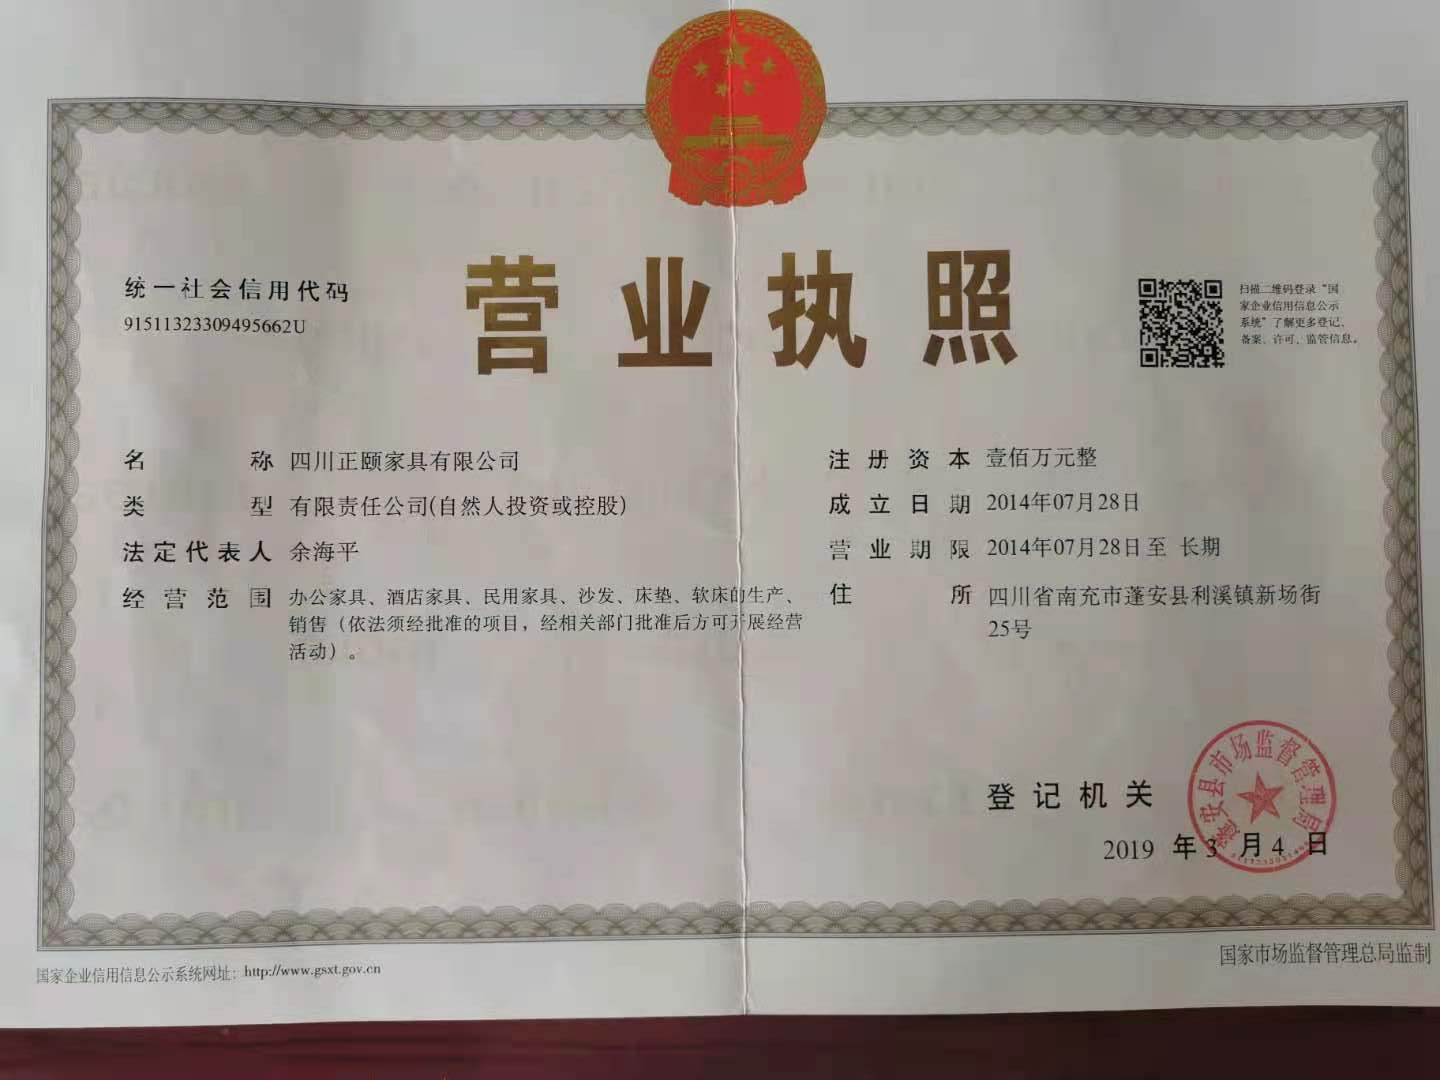 营业执照
统一社会信用代码
91511323309495662U
扫描二维码登录“国
家企业信用信息公示
系统”了解更多登记、
备案、许可、监管信息。
名称 四川正颐家具有限公司
类型 有限责任公司(自然人投资或控股)
法定代表人 余海平
经营范围 办公家具、酒店家具、民用家具、沙发、床垫、软床的生产、
销售（依法须经批准的项目，经相关部门批准后方可开展经营
活动）。
注册资本 壹佰万元整
成立日期 2014年07月28日
营业期限 2014年07月28日至 长期
住所 四川省南充市蓬安县利溪镇新场街
25号
登记机关
蓬安县市场监督管理局
2019 年 3 月 4 日
国家企业信用信息公示系统网址：http://www.gsxt.gov.cn
国家市场监督管理总局监制